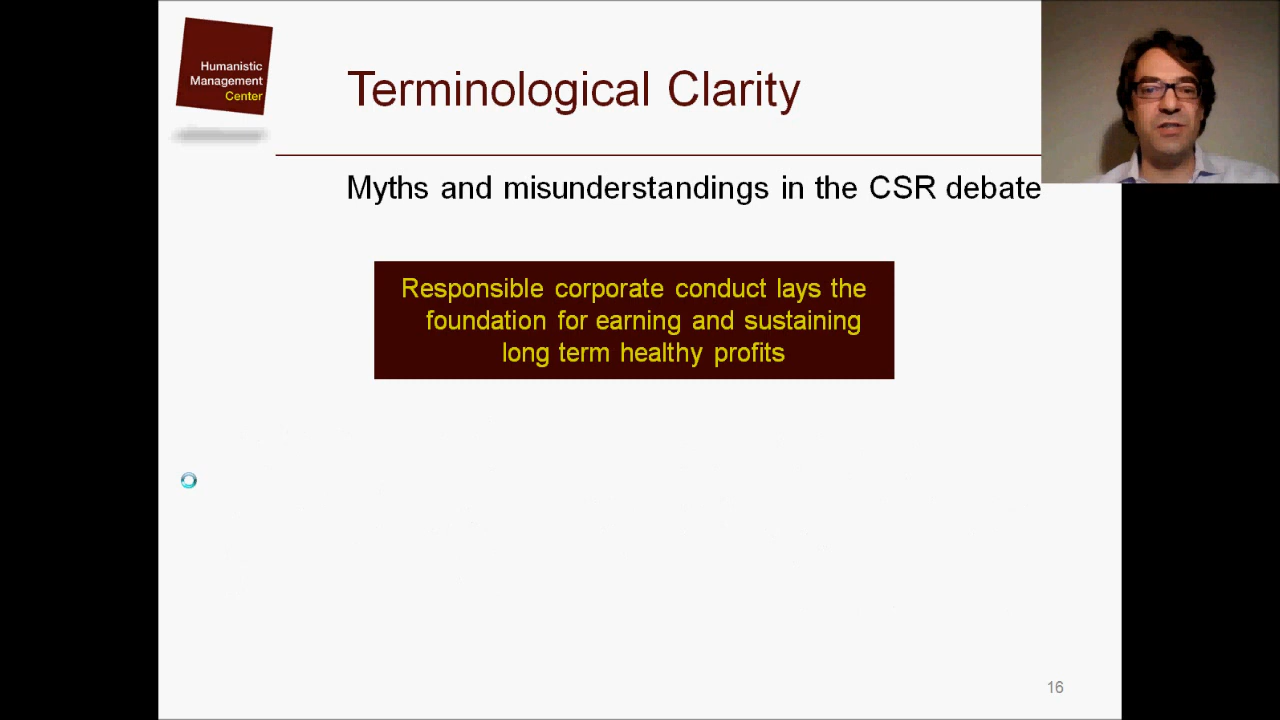 Humanistic
Management
Center
Terminological Clarity
Myths and misunderstandings in the CSR debate
Responsible corporate conduct lays the
foundation for earning and sustaining
long term healthy profits
16